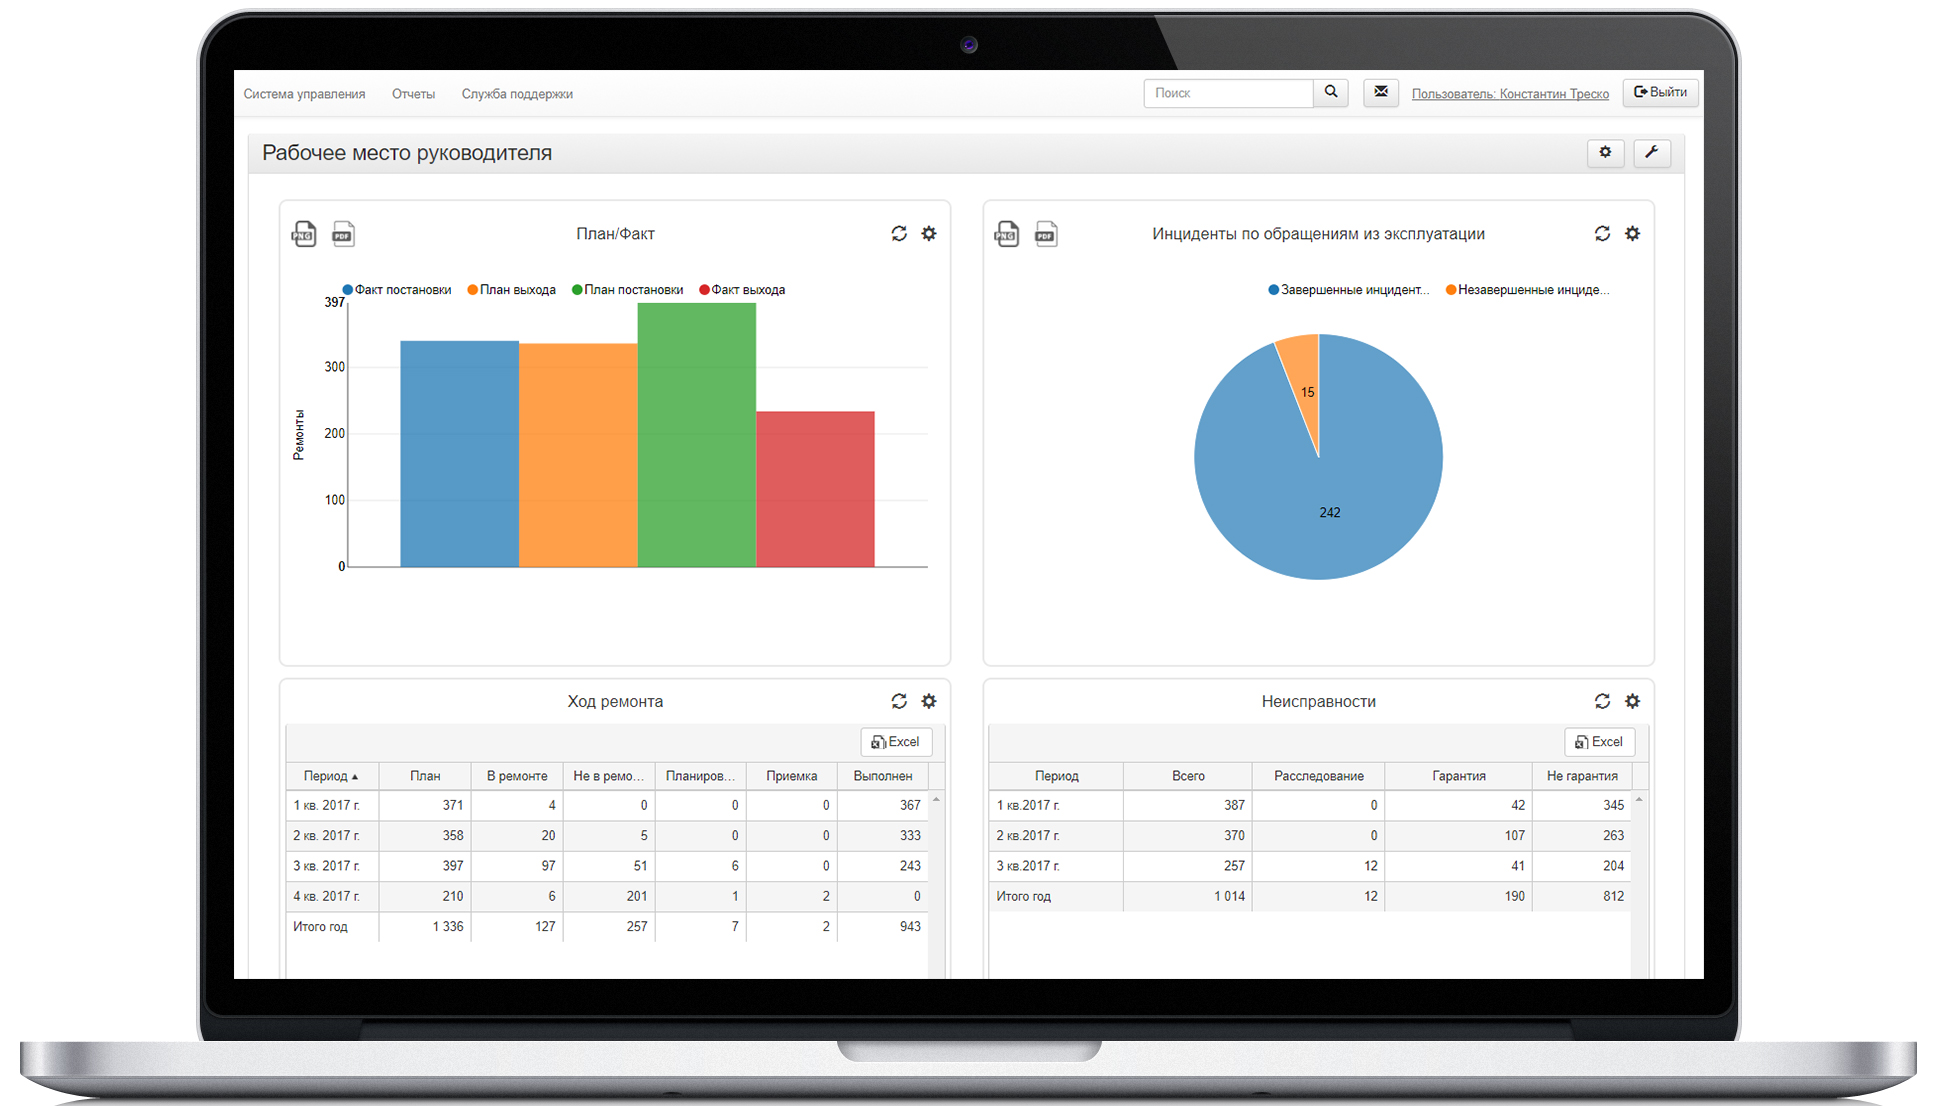 Система управления Отчеты Служба поддержки Поиск Пользователь: Константин Треско Выйти
Рабочее место руководителя
PNG PDF План/Факт
Факт постановки План выхода План постановки Факт выхода
397
300
200
100
0
Ремонты
PNG PDF Инциденты по обращениям из эксплуатации
Завершенные инцидент... Незавершенные инциде...
15
242
Ход ремонта
Excel
Период План В ремонте Не в ремо... Планиров... Приемка Выполнен
1 кв. 2017 г. 371 4 0 0 0 367
2 кв. 2017 г. 358 20 5 0 0 333
3 кв. 2017 г. 397 97 51 6 0 243
4 кв. 2017 г. 210 6 201 1 2 0
Итого год 1 336 127 257 7 2 943
Неисправности
Excel
Период Всего Расследование Гарантия Не гарантия
1 кв.2017 г. 387 0 42 345
2 кв.2017 г. 370 0 107 263
3 кв.2017 г. 257 12 41 204
Итого год 1 014 12 190 812